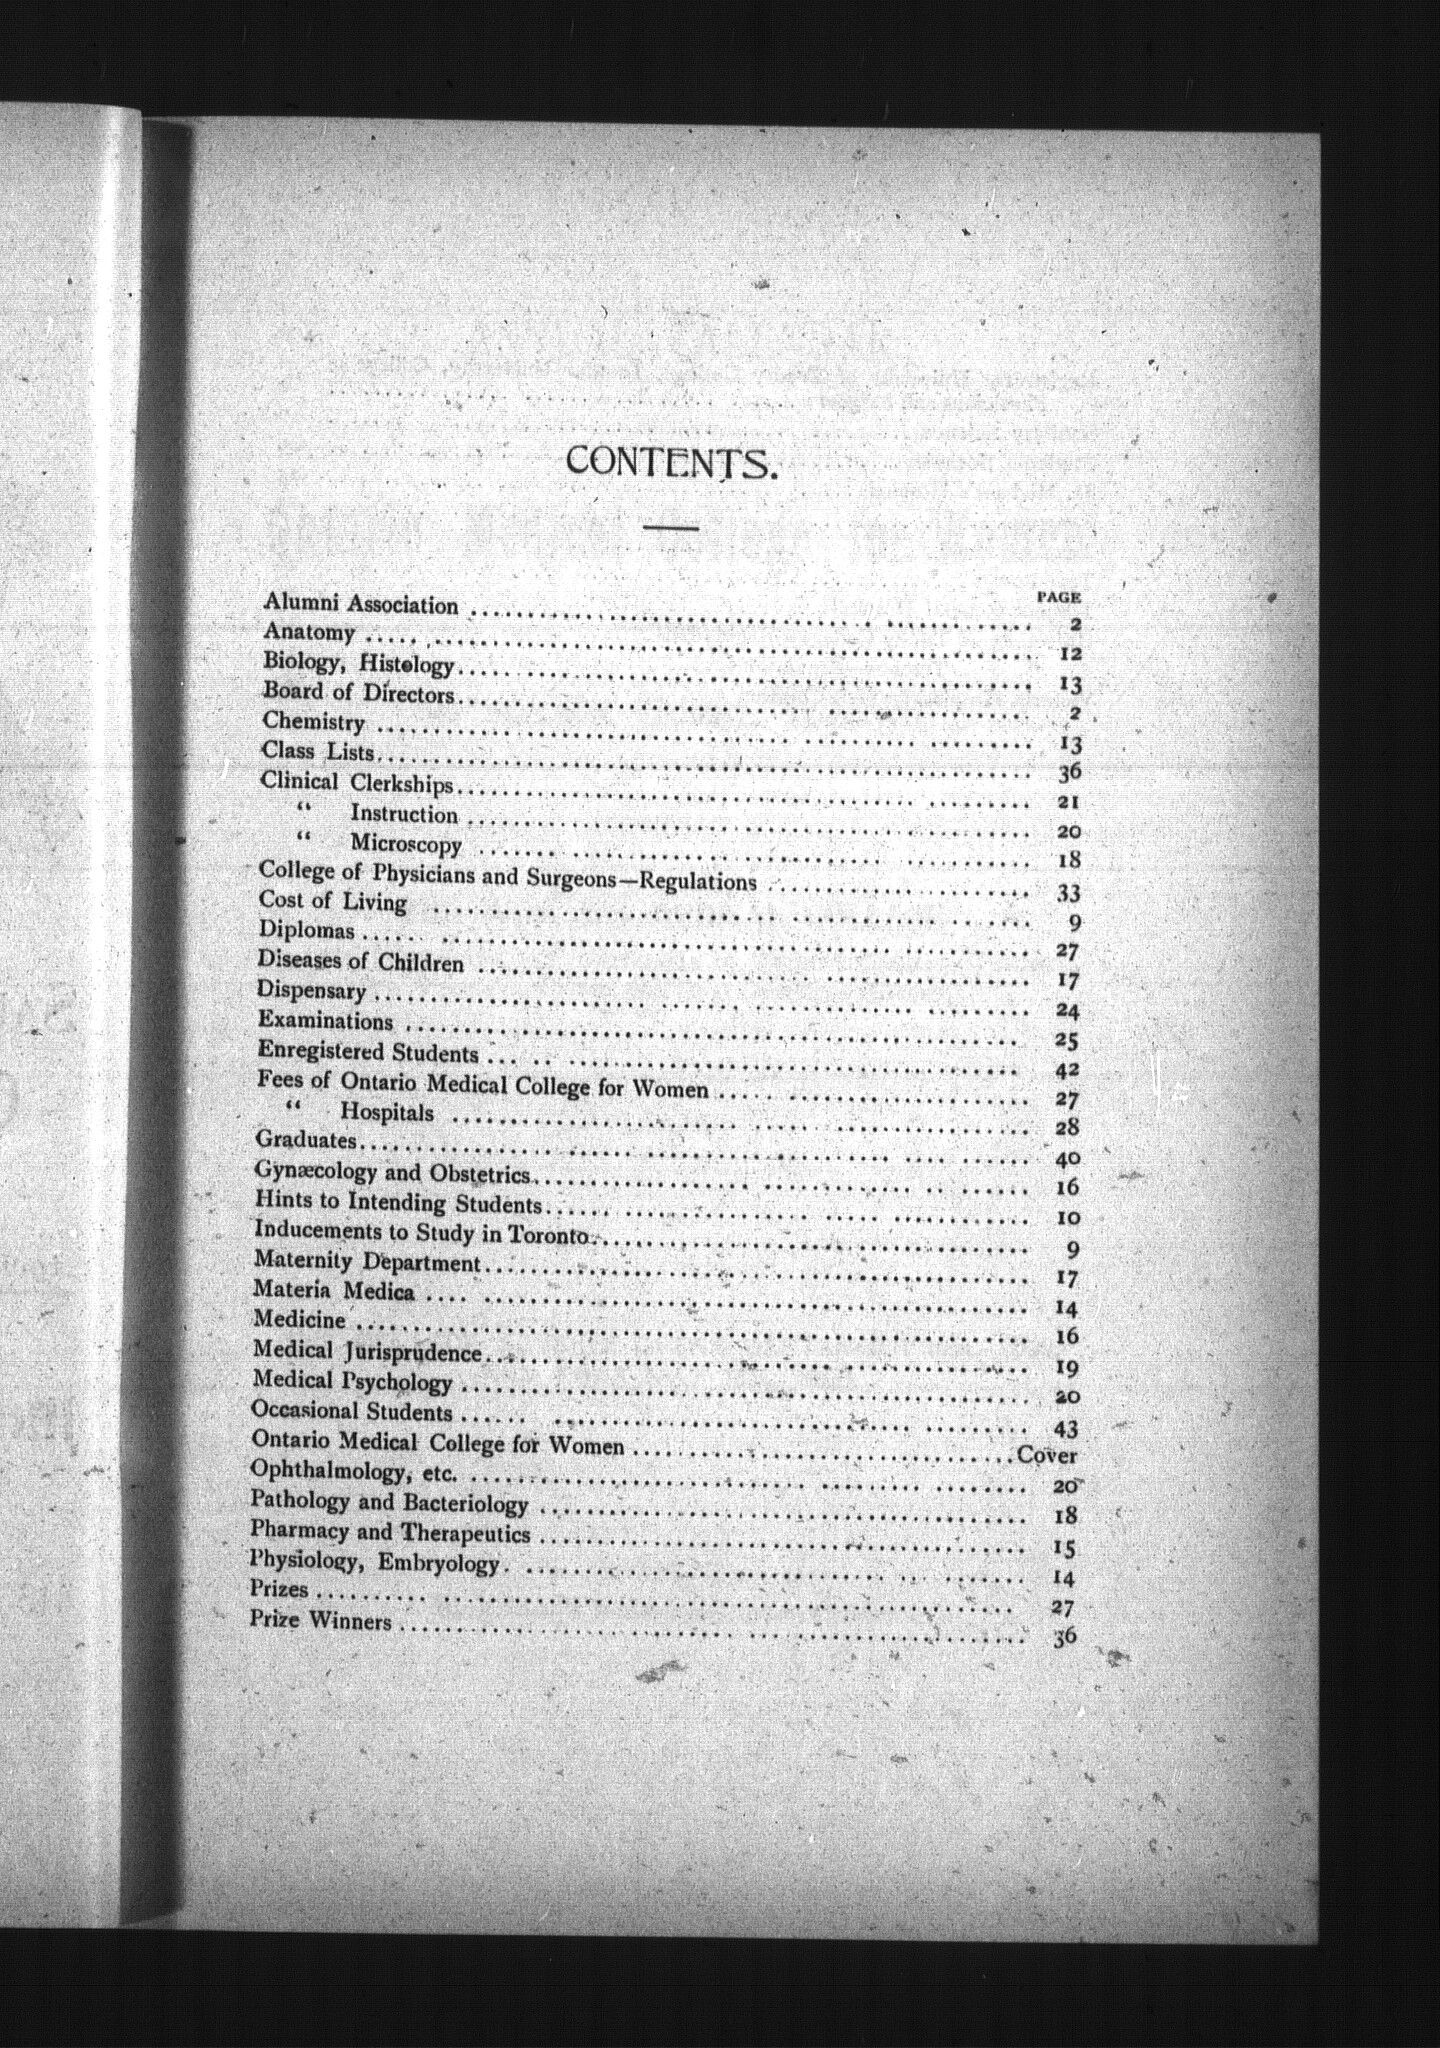 CONTENTS.
PAGE
Alumni Association ........ 2
Anatomy ........ 12
Biology, Histology ........ 13
Board of Directors ........ 2
Chemistry ........ 13
Class Lists ........ 36
Clinical Clerkships ........ 21
“ Instruction ........ 20
“ Microscopy ........ 18
College of Physicians and Surgeons—Regulations ........ 33
Cost of Living ........ 9
Diplomas ........ 27
Diseases of Children ........ 17
Dispensary ........ 24
Examinations ........ 25
Enregistered Students ........ 42
Fees of Ontario Medical College for Women ........ 27
“ Hospitals ........ 28
Graduates ........ 40
Gynæcology and Obstetrics ........ 16
Hints to Intending Students ........ 10
Inducements to Study in Toronto ........ 9
Maternity Department ........ 17
Materia Medica ........ 14
Medicine ........ 16
Medical Jurisprudence ........ 19
Medical Psychology ........ 20
Occasional Students ........ 43
Ontario Medical College for Women ........ Cover
Ophthalmology, etc. ........ 20
Pathology and Bacteriology ........ 18
Pharmacy and Therapeutics ........ 15
Physiology, Embryology ........ 14
Prizes ........ 27
Prize Winners ........ 36